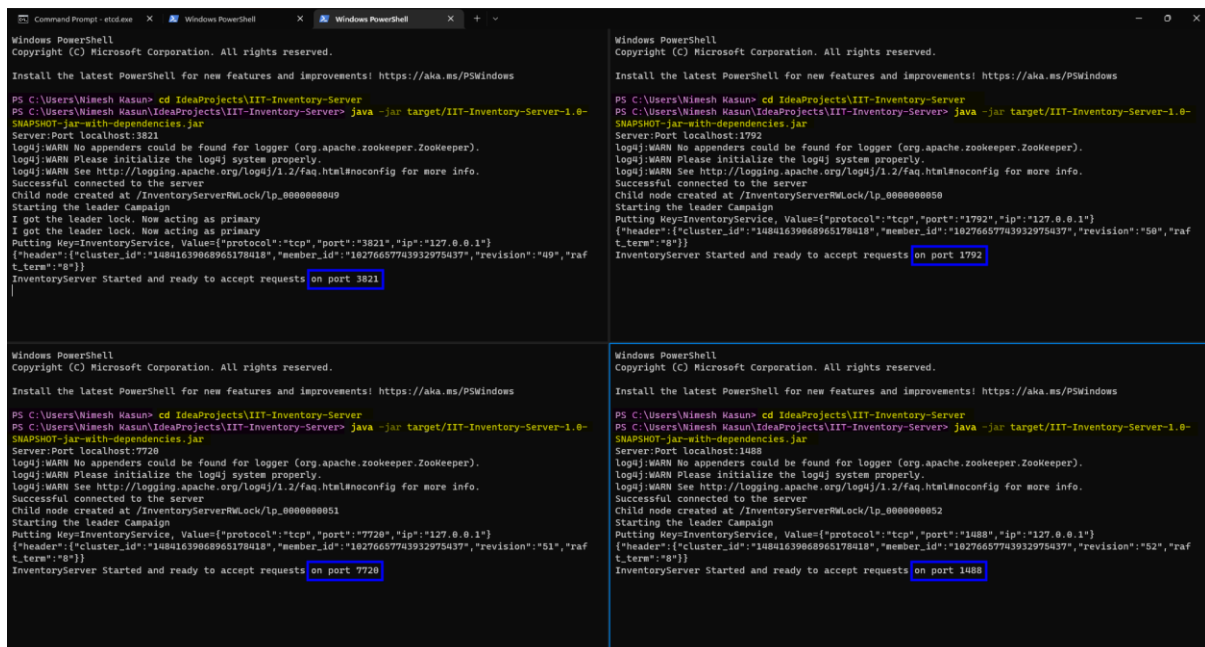 Command Prompt - etcd.exe
Windows PowerShell
Windows PowerShell
Windows PowerShell
Copyright (C) Microsoft Corporation. All rights reserved.
Install the latest PowerShell for new features and improvements! https://aka.ms/PSWindows
PS C:\Users\Nimesh Kasun> cd IdeaProjects\IIT-Inventory-Server
PS C:\Users\Nimesh Kasun\IdeaProjects\IIT-Inventory-Server> java -jar target/IIT-Inventory-Server-1.0-
SNAPSHOT-jar-with-dependencies.jar
Server:Port localhost:3821
log4j:WARN No appenders could be found for logger (org.apache.zookeeper.ZooKeeper).
log4j:WARN Please initialize the log4j system properly.
log4j:WARN See http://logging.apache.org/log4j/1.2/faq.html#noconfig for more info.
Successful connected to the server
Child node created at /InventoryServerRWLock/lp_0000000049
Starting the leader Campaign
I got the leader lock. Now acting as primary
I got the leader lock. Now acting as primary
Putting Key=InventoryService, Value={"protocol":"tcp","port":"3821","ip":"127.0.0.1"}
{"header":{"cluster_id":"14841639068965178418","member_id":"10276657743932975437","revision":"49","raf
t_term":"8"}}
InventoryServer Started and ready to accept requests on port 3821
Windows PowerShell
Copyright (C) Microsoft Corporation. All rights reserved.
Install the latest PowerShell for new features and improvements! https://aka.ms/PSWindows
PS C:\Users\Nimesh Kasun> cd IdeaProjects\IIT-Inventory-Server
PS C:\Users\Nimesh Kasun\IdeaProjects\IIT-Inventory-Server> java -jar target/IIT-Inventory-Server-1.0-
SNAPSHOT-jar-with-dependencies.jar
Server:Port localhost:1792
log4j:WARN No appenders could be found for logger (org.apache.zookeeper.ZooKeeper).
log4j:WARN Please initialize the log4j system properly.
log4j:WARN See http://logging.apache.org/log4j/1.2/faq.html#noconfig for more info.
Successful connected to the server
Child node created at /InventoryServerRWLock/lp_0000000050
Starting the leader Campaign
Putting Key=InventoryService, Value={"protocol":"tcp","port":"1792","ip":"127.0.0.1"}
{"header":{"cluster_id":"14841639068965178418","member_id":"10276657743932975437","revision":"50","raf
t_term":"8"}}
InventoryServer Started and ready to accept requests on port 1792
Windows PowerShell
Copyright (C) Microsoft Corporation. All rights reserved.
Install the latest PowerShell for new features and improvements! https://aka.ms/PSWindows
PS C:\Users\Nimesh Kasun> cd IdeaProjects\IIT-Inventory-Server
PS C:\Users\Nimesh Kasun\IdeaProjects\IIT-Inventory-Server> java -jar target/IIT-Inventory-Server-1.0-
SNAPSHOT-jar-with-dependencies.jar
Server:Port localhost:7720
log4j:WARN No appenders could be found for logger (org.apache.zookeeper.ZooKeeper).
log4j:WARN Please initialize the log4j system properly.
log4j:WARN See http://logging.apache.org/log4j/1.2/faq.html#noconfig for more info.
Successful connected to the server
Child node created at /InventoryServerRWLock/lp_0000000051
Starting the leader Campaign
Putting Key=InventoryService, Value={"protocol":"tcp","port":"7720","ip":"127.0.0.1"}
{"header":{"cluster_id":"14841639068965178418","member_id":"10276657743932975437","revision":"51","raf
t_term":"8"}}
InventoryServer Started and ready to accept requests on port 7720
Windows PowerShell
Copyright (C) Microsoft Corporation. All rights reserved.
Install the latest PowerShell for new features and improvements! https://aka.ms/PSWindows
PS C:\Users\Nimesh Kasun> cd IdeaProjects\IIT-Inventory-Server
PS C:\Users\Nimesh Kasun\IdeaProjects\IIT-Inventory-Server> java -jar target/IIT-Inventory-Server-1.0-
SNAPSHOT-jar-with-dependencies.jar
Server:Port localhost:1488
log4j:WARN No appenders could be found for logger (org.apache.zookeeper.ZooKeeper).
log4j:WARN Please initialize the log4j system properly.
log4j:WARN See http://logging.apache.org/log4j/1.2/faq.html#noconfig for more info.
Successful connected to the server
Child node created at /InventoryServerRWLock/lp_0000000052
Starting the leader Campaign
Putting Key=InventoryService, Value={"protocol":"tcp","port":"1488","ip":"127.0.0.1"}
{"header":{"cluster_id":"14841639068965178418","member_id":"10276657743932975437","revision":"52","raf
t_term":"8"}}
InventoryServer Started and ready to accept requests on port 1488